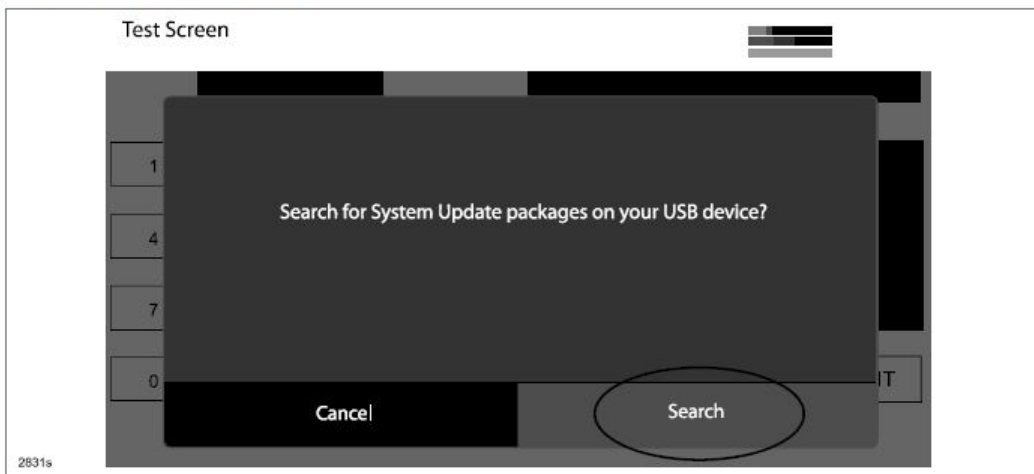 Test Screen
1
Search for System Update packages on your USB device?
4
7
0
IT
Cancel
Search
2831s